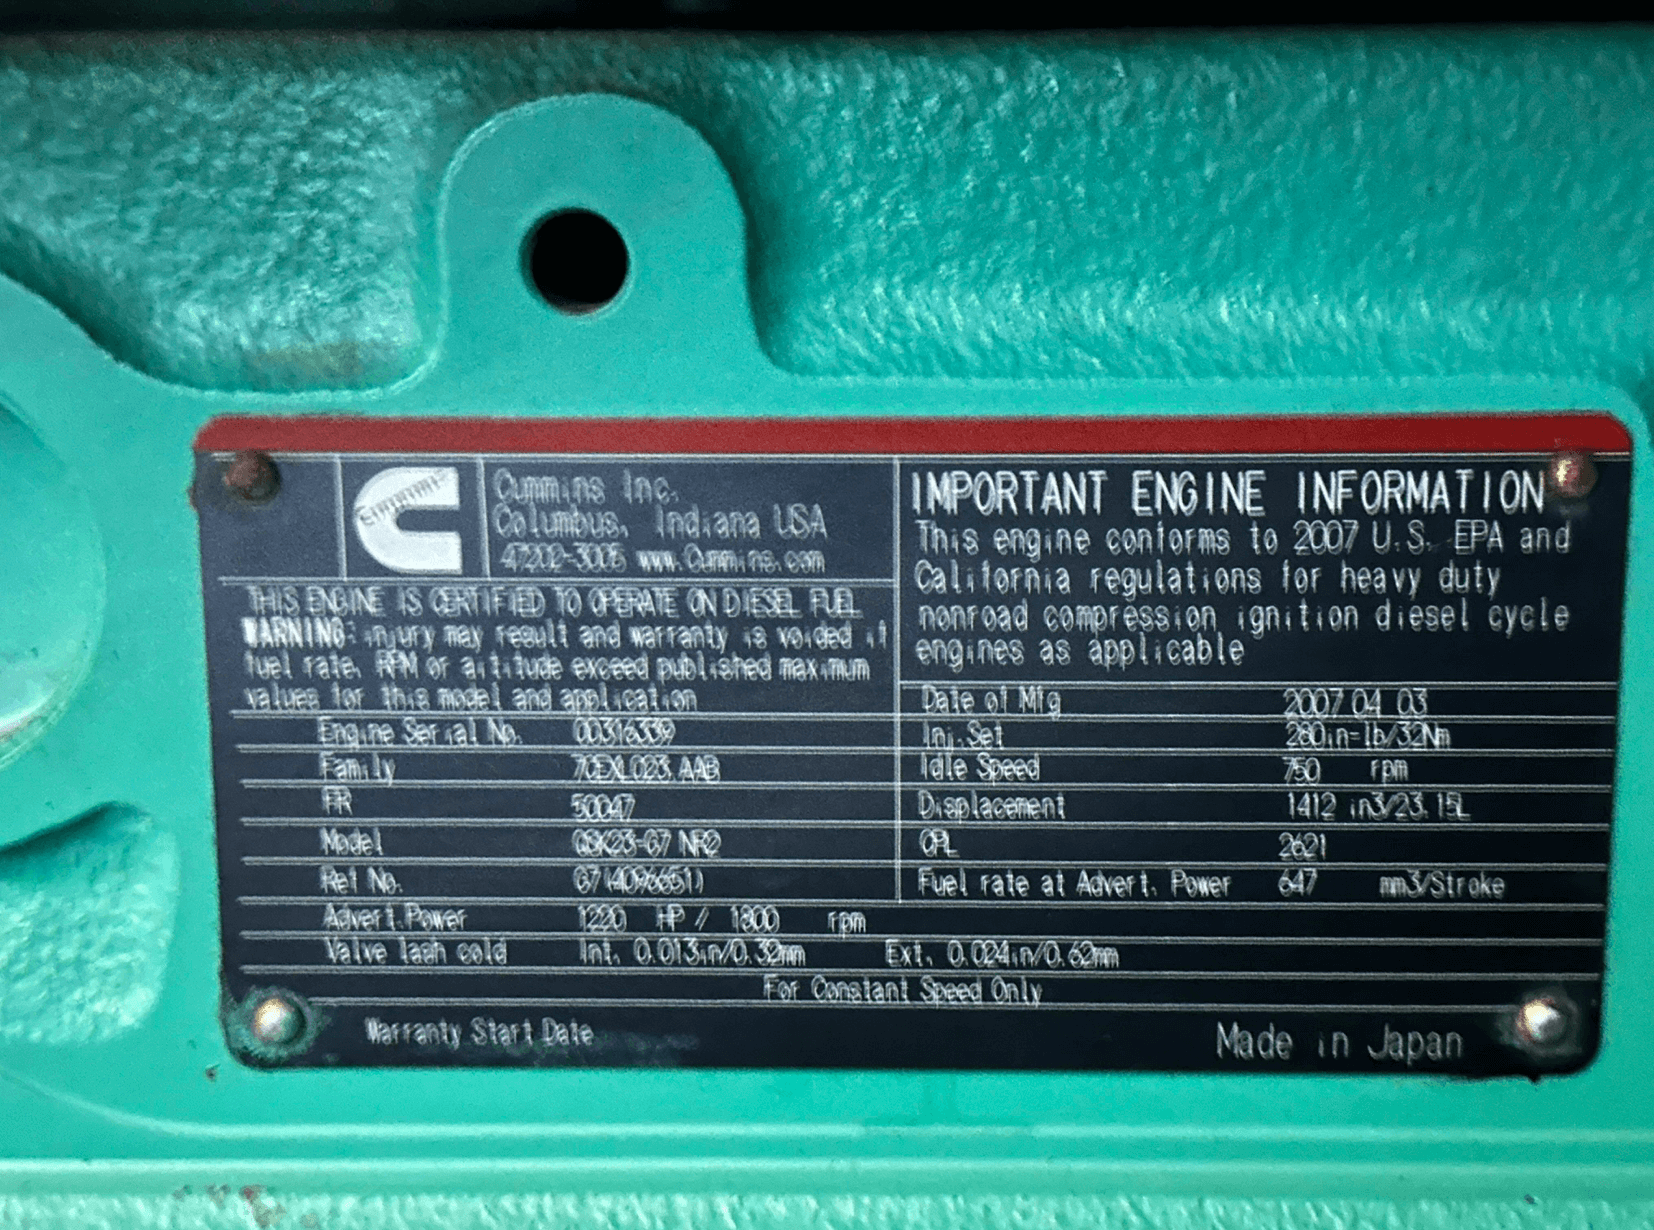 Cummins
Cummins Inc.
Columbus, Indiana USA
47202-3005 www.Cummins.com
THIS ENGINE IS CERTIFIED TO OPERATE ON DIESEL FUEL
WARNING: injury may result and warranty is voided if
fuel rate, RPM or altitude exceed published maximum
values for this model and application
IMPORTANT ENGINE INFORMATION
This engine conforms to 2007 U.S. EPA and
California regulations for heavy duty
nonroad compression ignition diesel cycle
engines as applicable
Engine Serial No. 00316339
Family 7CEXL023.AAB
FR 50047
Model QSK23-G7 NR2
Ref No. G7(4096651)
Date of Mfg 2007 04 03
Inj.Set 280in-lb/32Nm
Idle Speed 750 rpm
Displacement 1412 in3/23.15L
CPL 2621
Fuel rate at Advert. Power 647 mm3/Stroke
Advert.Power 1220 HP // 1800 rpm
Valve lash cold Int. 0.013in/0.32mm Ext. 0.024in/0.62mm
For Constant Speed Only
Warranty Start Date
Made in Japan